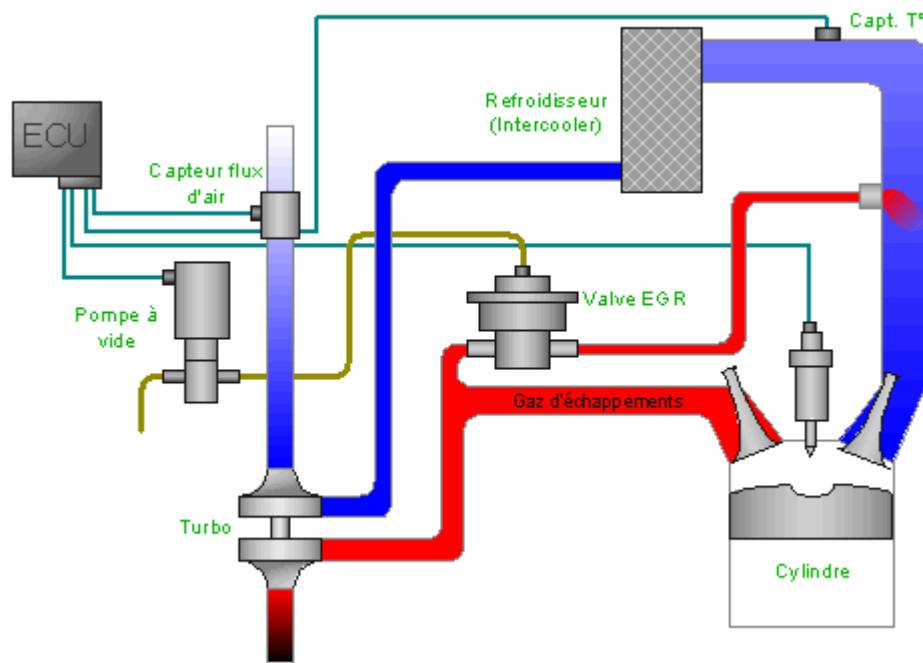 Capt. T°
ECU
Refroidisseur
(Intercooler)
Capteur flux
d'air
Pompe à
vide
Valve EGR
Gaz d'échappements
Turbo
Cylindre